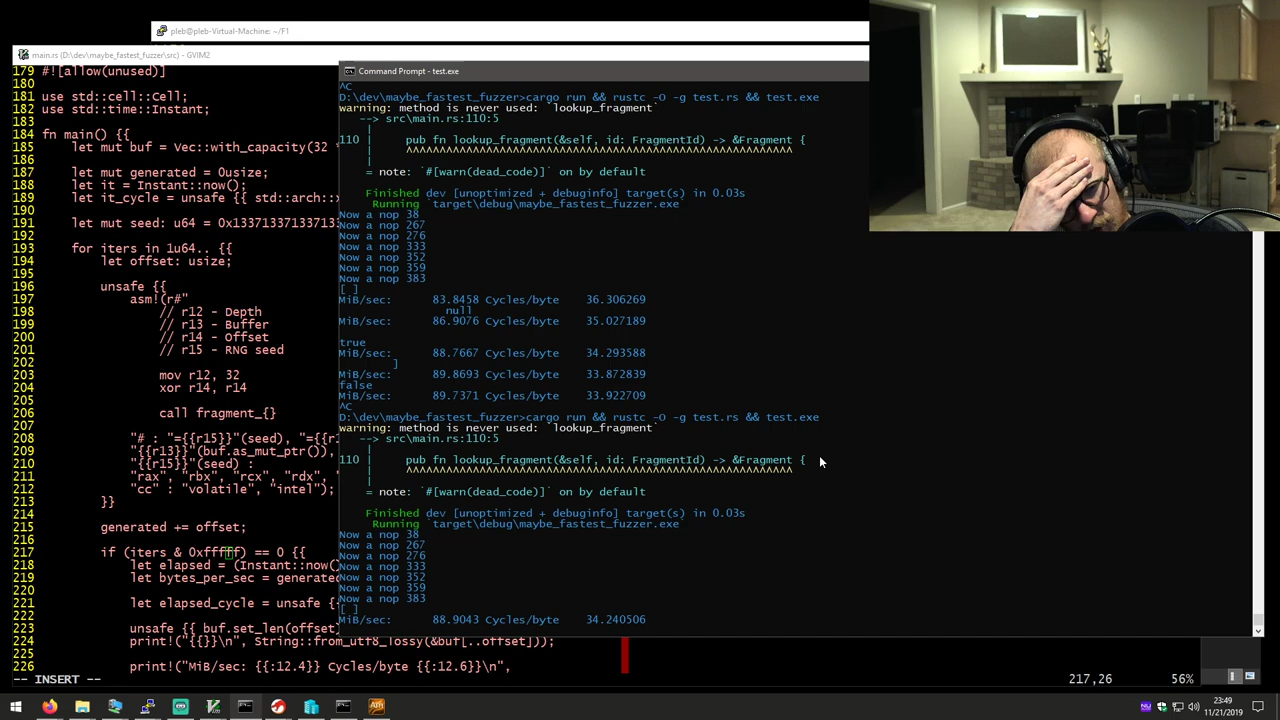 pleb@pleb-Virtual-Machine: ~/F1
main.rs (D:\dev\maybe_fastest_fuzzer\src) - GVIM2
179 #![allow(unused)]
180
181 use std::cell::Cell;
182 use std::time::Instant;
183
184 fn main() {{
185     let mut buf = Vec::with_capacity(32
186
187     let mut generated = 0usize;
188     let it = Instant::now();
189     let it_cycle = unsafe {{ std::arch:
190
191     let mut seed: u64 = 0x1337133713371
192
193     for iters in 1u64.. {{
194         let offset: usize;
195
196         unsafe {{
197             asm!(r#"
198                 // r12 - Depth
199                 // r13 - Buffer
200                 // r14 - Offset
201                 // r15 - RNG seed
202
203                 mov r12, 32
204                 xor r14, r14
205
206                 call fragment_{}
207
208             "# : "={{r15}}"(seed), "={{r
209             "{{r13}}"(buf.as_mut_ptr()),
210             "{{r15}}"(seed) :
211             "rax", "rbx", "rcx", "rdx",
212             "cc" : "volatile", "intel");
213         }}
214
215         generated += offset;
216
217         if (iters & 0xfffff) == 0 {{
218             let elapsed = (Instant::now()
219             let bytes_per_sec = generated
220
221             let elapsed_cycle = unsafe {
222
223             unsafe {{ buf.set_len(offset
224             print!("{{}}\n", String::from_utf8_lossy(&buf[..offset]));
225
226             print!("MiB/sec: {{:12.4}} Cycles/byte {{:12.6}}\n",
-- INSERT --
217,26
56%
Command Prompt - test.exe
^C
D:\dev\maybe_fastest_fuzzer>cargo run && rustc -O -g test.rs && test.exe
warning: method is never used: `lookup_fragment`
--> src\main.rs:110:5
|
110 |     pub fn lookup_fragment(&self, id: FragmentId) -> &Fragment {
|     ^^^^^^^^^^^^^^^^^^^^^^^^^^^^^^^^^^^^^^^^^^^^^^^^^^^^^^^^^^^^
|
= note: `#[warn(dead_code)]` on by default
Finished dev [unoptimized + debuginfo] target(s) in 0.03s
Running `target\debug\maybe_fastest_fuzzer.exe`
Now a nop 38
Now a nop 267
Now a nop 276
Now a nop 333
Now a nop 352
Now a nop 359
Now a nop 383
[ ]
MiB/sec:      83.8458 Cycles/byte    36.306269
null
MiB/sec:      86.9076 Cycles/byte    35.027189
true
MiB/sec:      88.7667 Cycles/byte    34.293588
]
MiB/sec:      89.8693 Cycles/byte    33.872839
false
MiB/sec:      89.7371 Cycles/byte    33.922709
^C
D:\dev\maybe_fastest_fuzzer>cargo run && rustc -O -g test.rs && test.exe
warning: method is never used: `lookup_fragment`
--> src\main.rs:110:5
|
110 |     pub fn lookup_fragment(&self, id: FragmentId) -> &Fragment {
|     ^^^^^^^^^^^^^^^^^^^^^^^^^^^^^^^^^^^^^^^^^^^^^^^^^^^^^^^^^^^^
|
= note: `#[warn(dead_code)]` on by default
Finished dev [unoptimized + debuginfo] target(s) in 0.03s
Running `target\debug\maybe_fastest_fuzzer.exe`
Now a nop 38
Now a nop 267
Now a nop 276
Now a nop 333
Now a nop 352
Now a nop 359
Now a nop 383
[ ]
MiB/sec:      88.9043 Cycles/byte    34.240506
23:49
11/21/2019